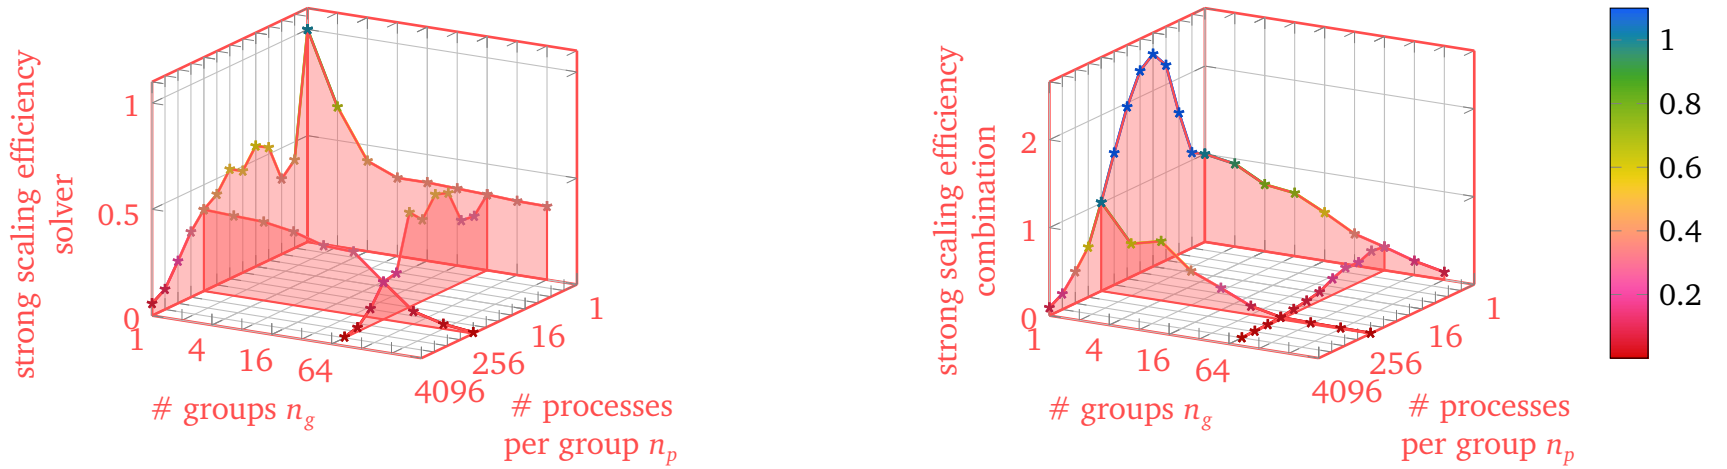 strong scaling efficiency
solver
1
0.5
0
1
4
16
64
1
16
256
4096
# groups n_g
# processes
per group n_p
strong scaling efficiency
combination
2
1
0
1
4
16
64
1
16
256
4096
# groups n_g
# processes
per group n_p
1
0.8
0.6
0.4
0.2